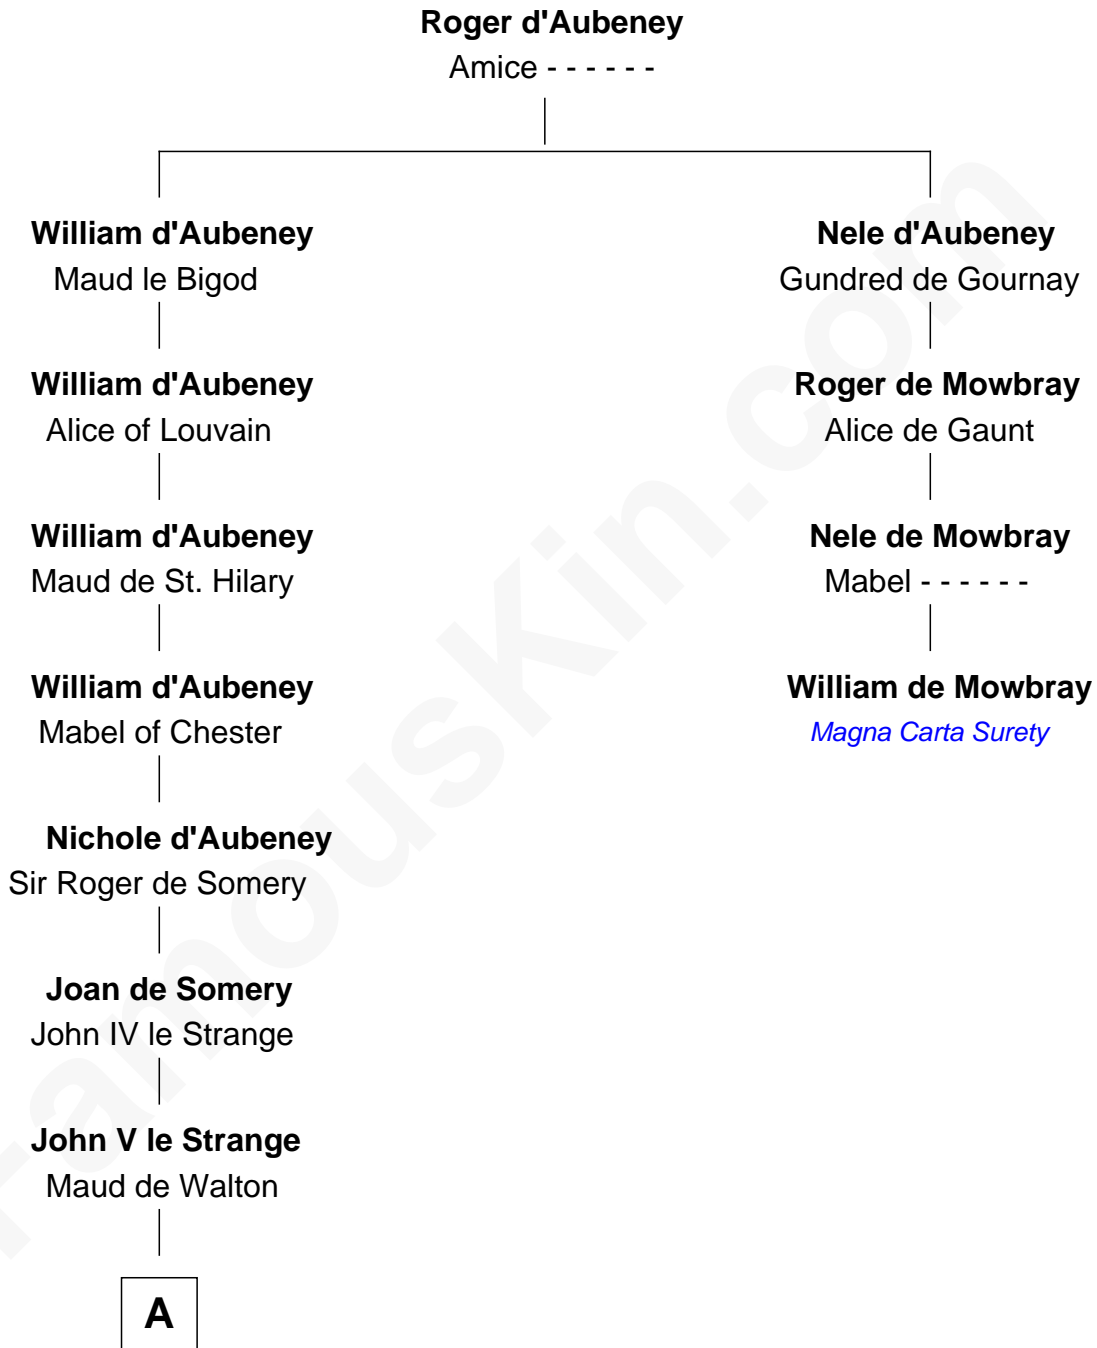 Roger d'Aubeney
Amice - - - - - -
William d'Aubeney
Maud le Bigod
Nele d'Aubeney
Gundred de Gournay
William d'Aubeney
Alice of Louvain
Roger de Mowbray
Alice de Gaunt
William d'Aubeney
Maud de St. Hilary
Nele de Mowbray
Mabel - - - - - -
William d'Aubeney
Mabel of Chester
William de Mowbray
Magna Carta Surety
Nichole d'Aubeney
Sir Roger de Somery
Joan de Somery
John IV le Strange
John V le Strange
Maud de Walton
A
FamousKin.com